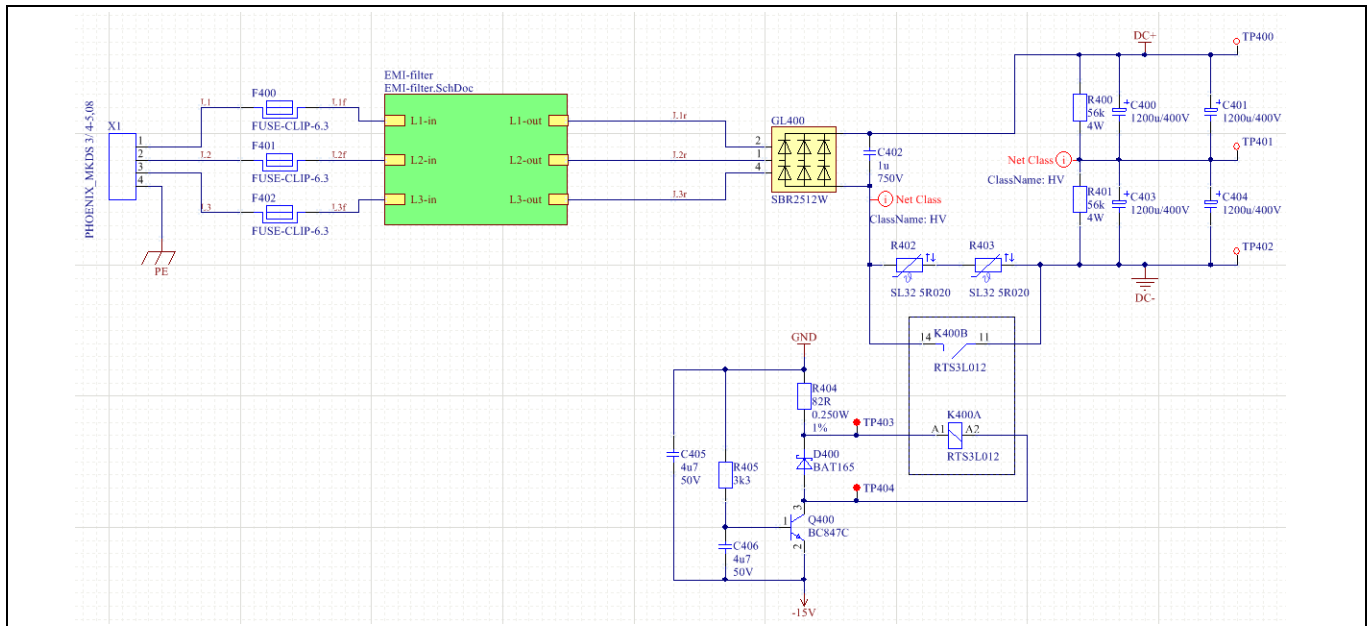 DC+
TP400
EMI-filter
EMI-filter.SchDoc
F400
L1
L1f
FUSE-CLIP-6.3
L1-in
L1-out
L1r
X1
PHOENIX_MKDS 3/ 4-5,08
1
2
3
4
F401
L2
L2f
FUSE-CLIP-6.3
L2-in
L2-out
L2r
F402
L3
L3f
FUSE-CLIP-6.3
L3-in
L3-out
L3r
PE
GL400
2
1
4
SBR2512W
C402
1u
750V
i Net Class
ClassName: HV
R400
56k
4W
C400
1200u/400V
C401
1200u/400V
TP401
Net Class i
ClassName: HV
R401
56k
4W
C403
1200u/400V
C404
1200u/400V
TP402
DC-
R402
SL32 5R020
R403
SL32 5R020
14
K400B
11
RTS3L012
K400A
A1
A2
RTS3L012
GND
R404
82R
0.250W
1%
TP403
C405
4u7
50V
R405
3k3
D400
BAT165
TP404
3
1
2
Q400
BC847C
C406
4u7
50V
-15V